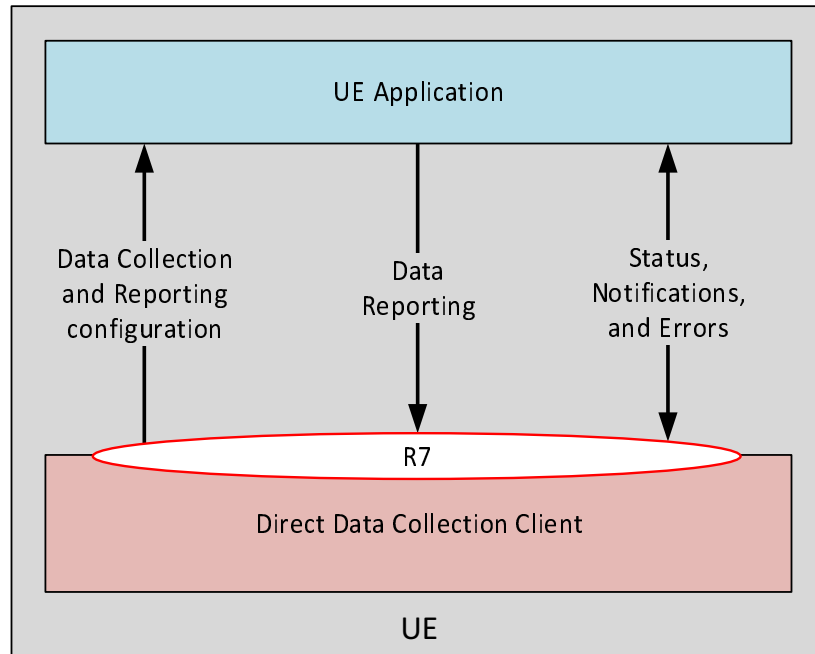 UE Application
Data Collection
and Reporting
configuration
Data
Reporting
Status,
Notifications,
and Errors
R7
Direct Data Collection Client
UE